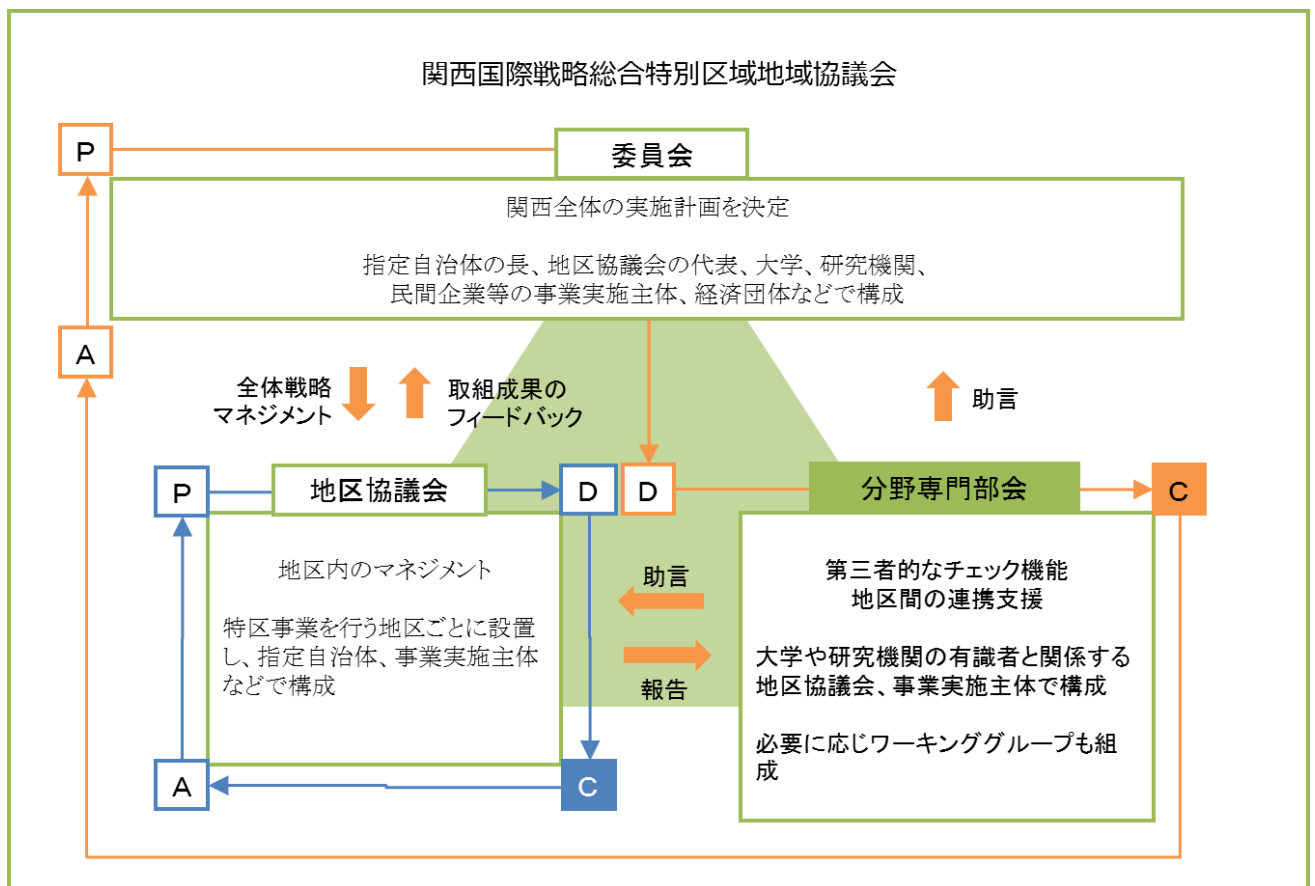 関西国際戦略総合特別区域地域協議会
P
委員会
関西全体の実施計画を決定
指定自治体の長、地区協議会の代表、大学、研究機関、
民間企業等の事業実施主体、経済団体などで構成
A
全体戦略
マネジメント
取組成果の
フィードバック
助言
P
地区協議会
D
D
分野専門部会
C
地区内のマネジメント
特区事業を行う地区ごとに設置
し、指定自治体、事業実施主体
などで構成
助言
報告
第三者的なチェック機能
地区間の連携支援
大学や研究機関の有識者と関係する
地区協議会、事業実施主体で構成
必要に応じワーキンググループも組
成
A
C